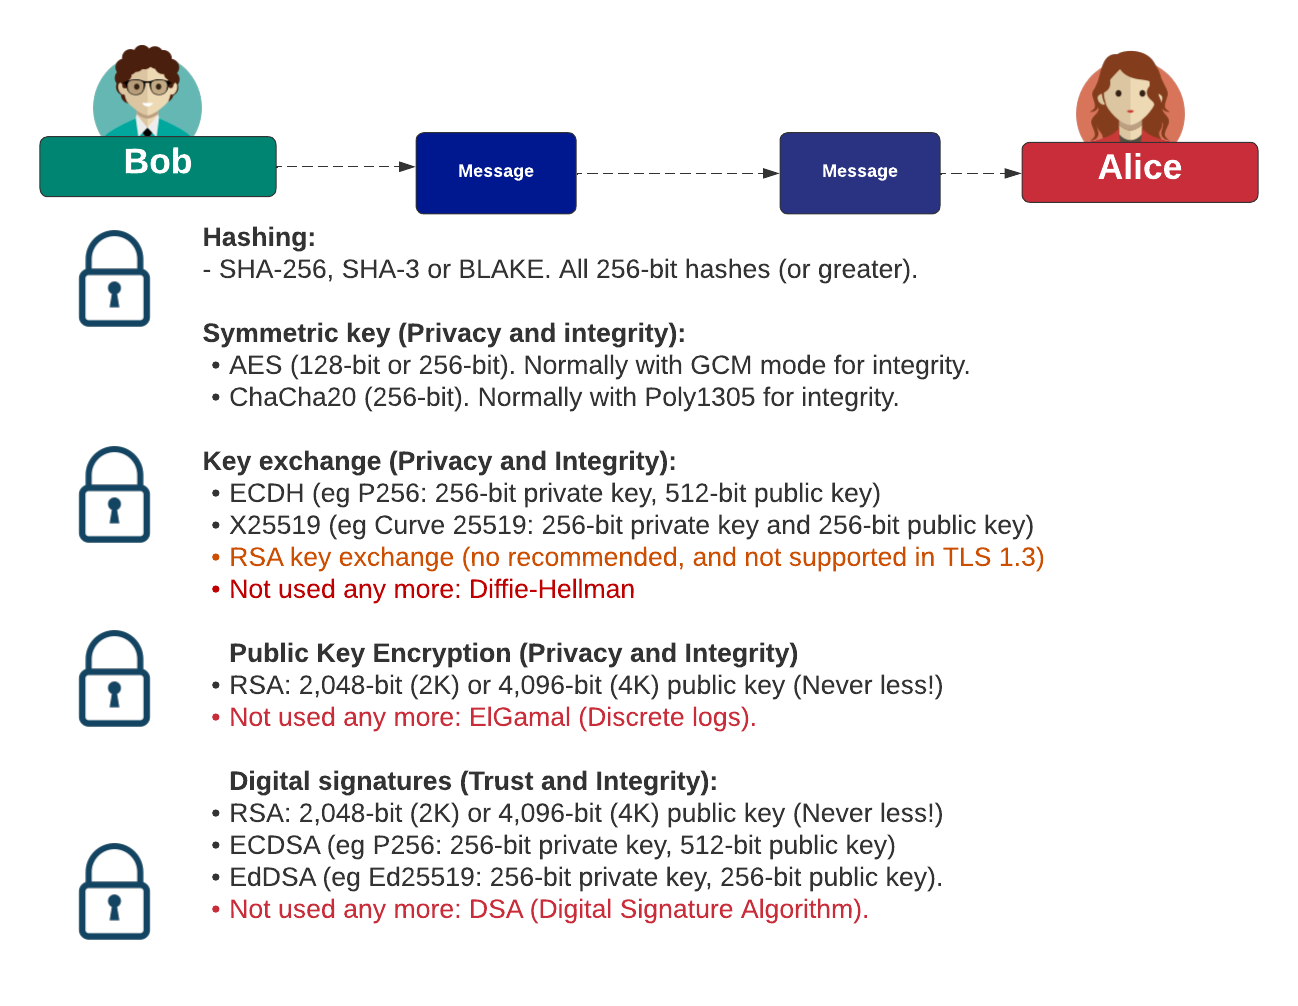 Bob
Message
Message
Alice
Hashing:
- SHA-256, SHA-3 or BLAKE. All 256-bit hashes (or greater).
Symmetric key (Privacy and integrity):
• AES (128-bit or 256-bit). Normally with GCM mode for integrity.
• ChaCha20 (256-bit). Normally with Poly1305 for integrity.
Key exchange (Privacy and Integrity):
• ECDH (eg P256: 256-bit private key, 512-bit public key)
• X25519 (eg Curve 25519: 256-bit private key and 256-bit public key)
• RSA key exchange (no recommended, and not supported in TLS 1.3)
• Not used any more: Diffie-Hellman
Public Key Encryption (Privacy and Integrity)
• RSA: 2,048-bit (2K) or 4,096-bit (4K) public key (Never less!)
• Not used any more: ElGamal (Discrete logs).
Digital signatures (Trust and Integrity):
• RSA: 2,048-bit (2K) or 4,096-bit (4K) public key (Never less!)
• ECDSA (eg P256: 256-bit private key, 512-bit public key)
• EdDSA (eg Ed25519: 256-bit private key, 256-bit public key).
• Not used any more: DSA (Digital Signature Algorithm).